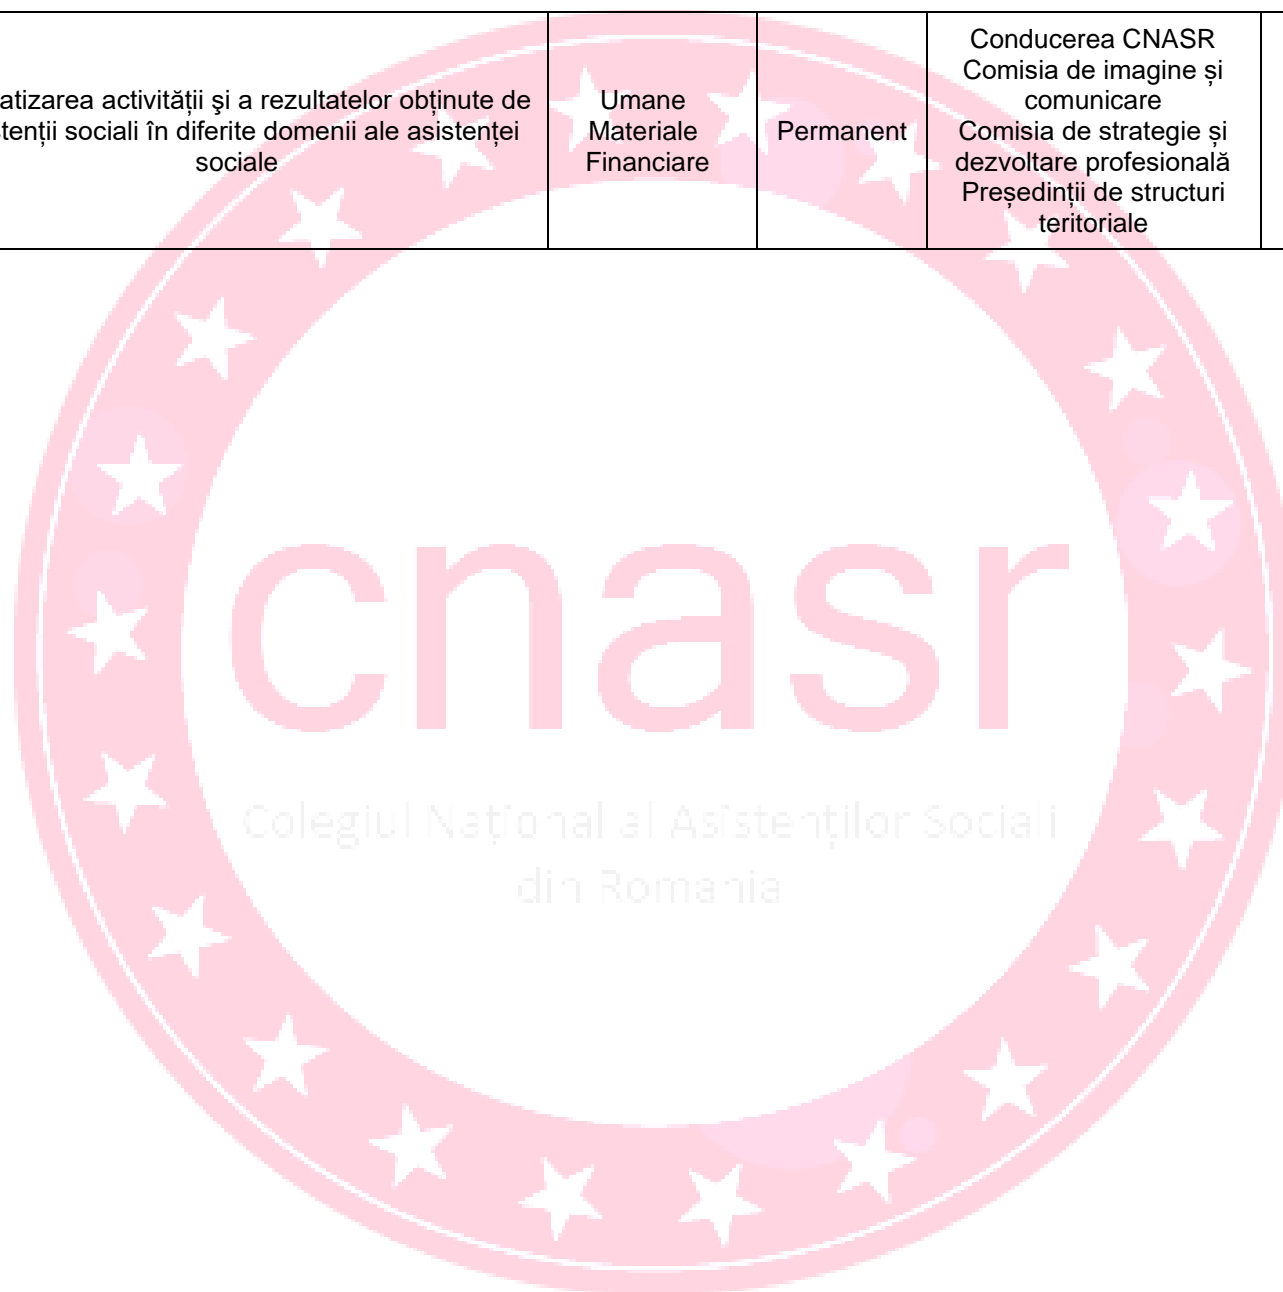 atizarea activității şi a rezultatelor obținute de
tenții sociali în diferite domenii ale asistenței
sociale
Umane
Materiale
Financiare
Permanent
Conducerea CNASR
Comisia de imagine și
comunicare
Comisia de strategie și
dezvoltare profesională
Președinții de structuri
teritoriale
cnasr
Colegiul Național al Asistenților Sociali
din Romania